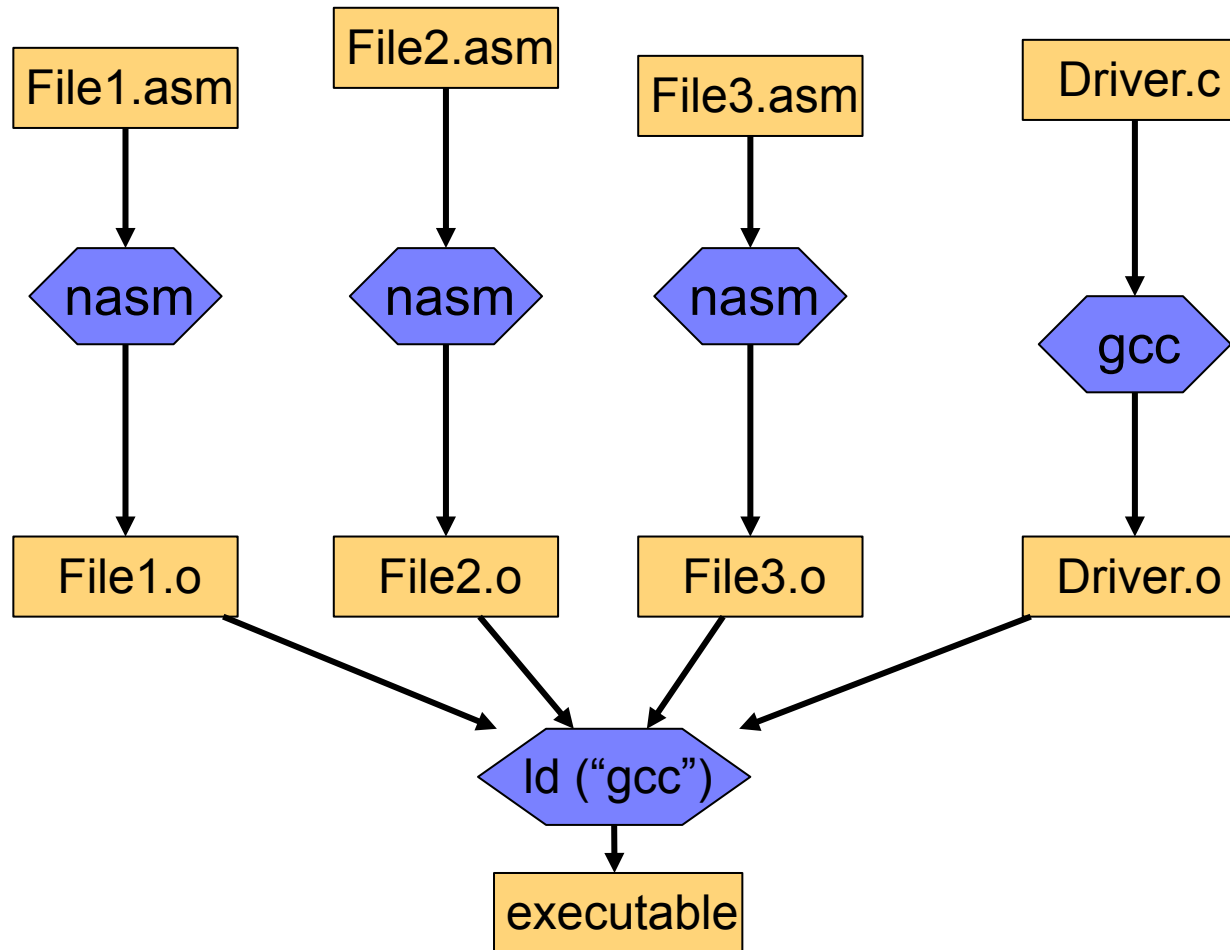 File1.asm
File2.asm
File3.asm
Driver.c
nasm
nasm
nasm
gcc
File1.o
File2.o
File3.o
Driver.o
ld (“gcc”)
executable